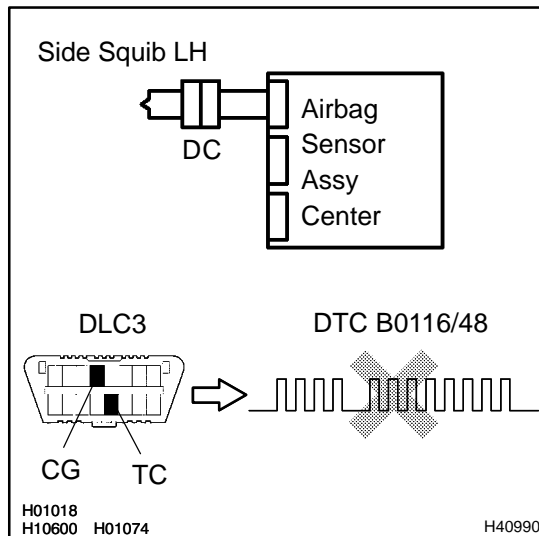 Side Squib LH
DC
Airbag
Sensor
Assy
Center
DLC3
DTC B0116/48
CG
TC
H01018
H10600 H01074
H40990